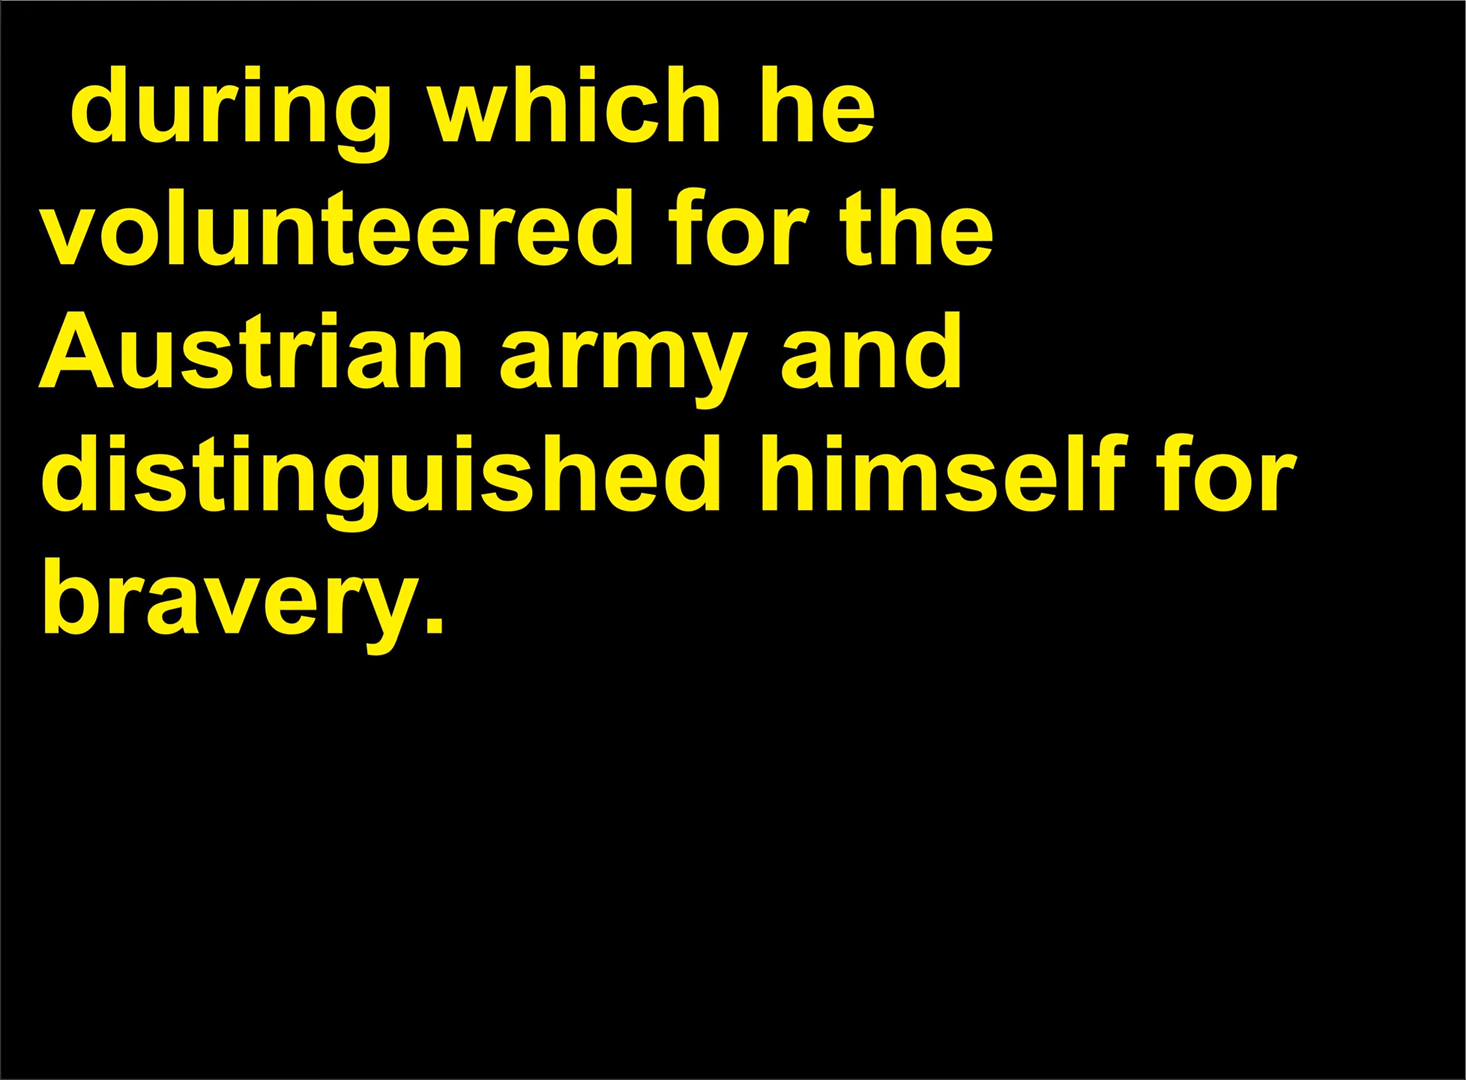 during which he
volunteered for the
Austrian army and
distinguished himself for
bravery.